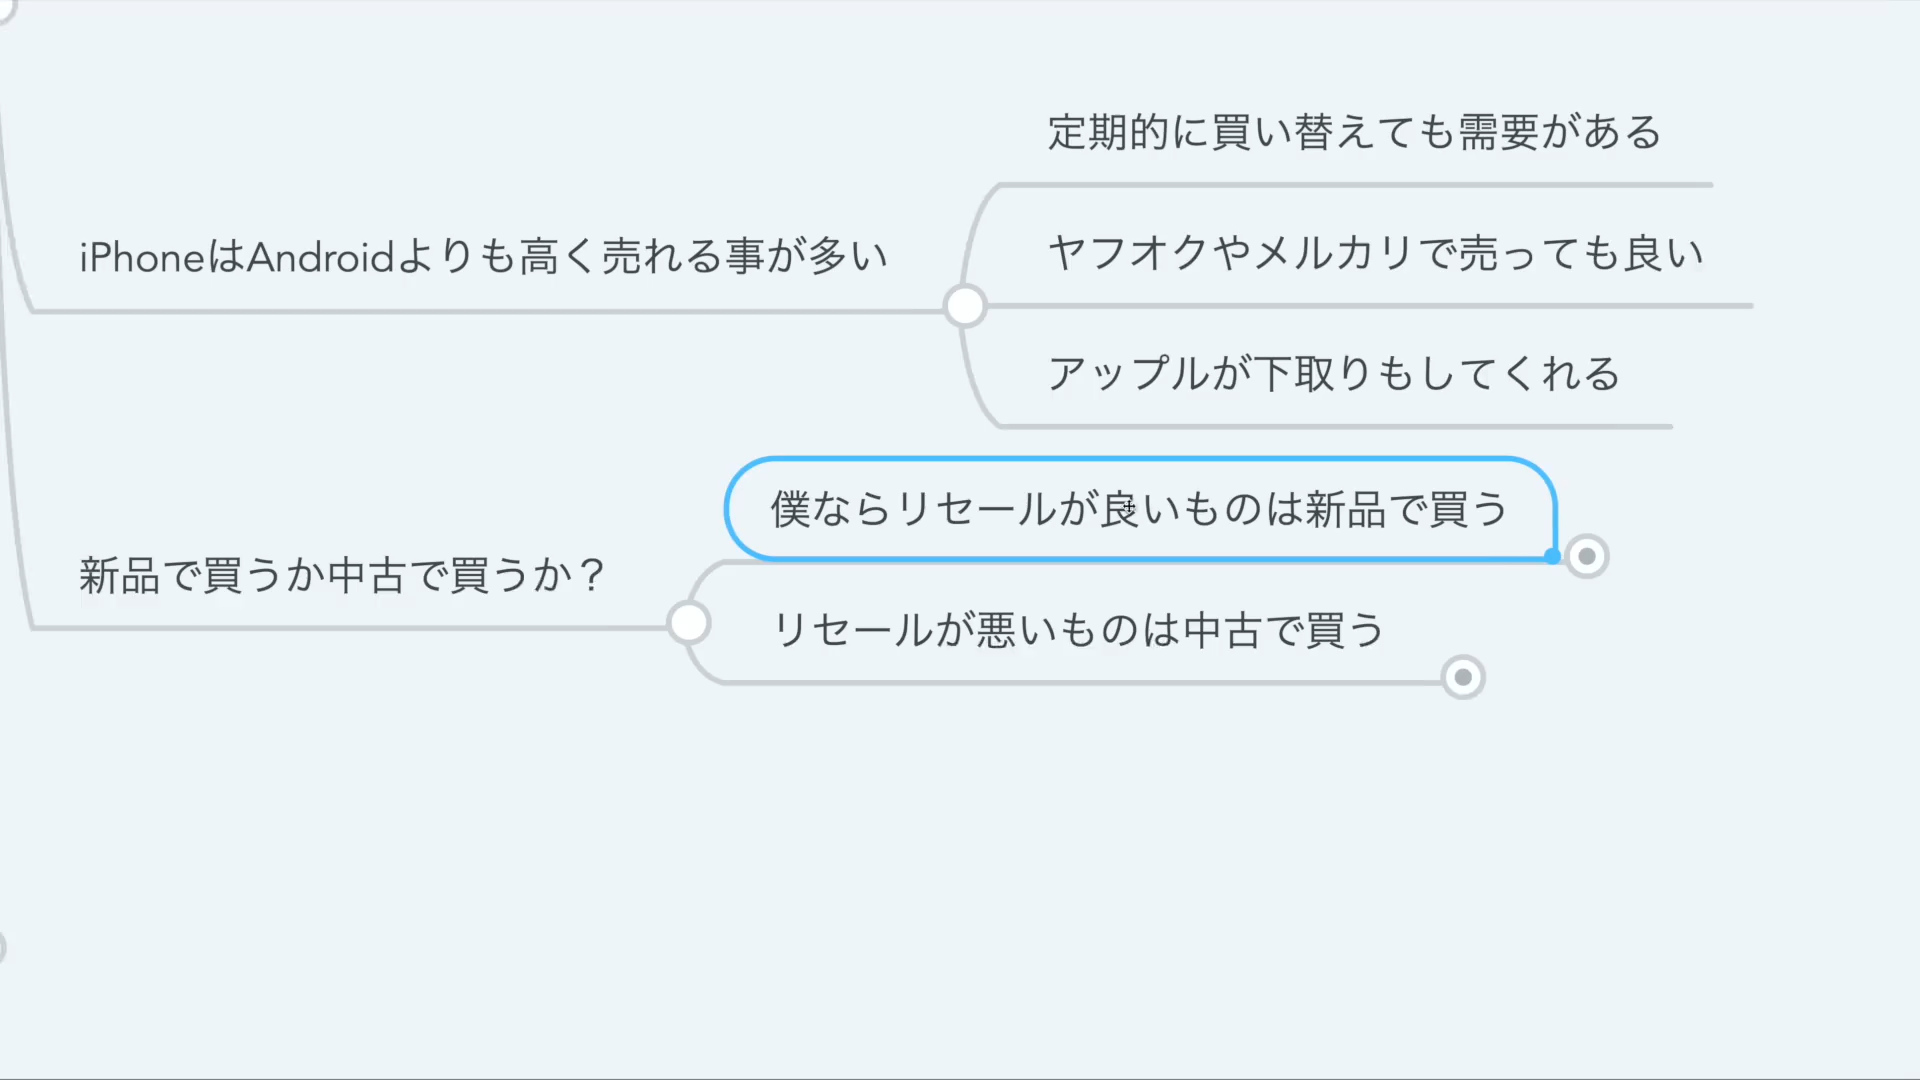 iPhoneはAndroidよりも高く売れる事が多い
定期的に買い替えても需要がある
ヤフオクやメルカリで売っても良い
アップルが下取りもしてくれる
新品で買うか中古で買うか？
僕ならリセールが良いものは新品で買う
リセールが悪いものは中古で買う